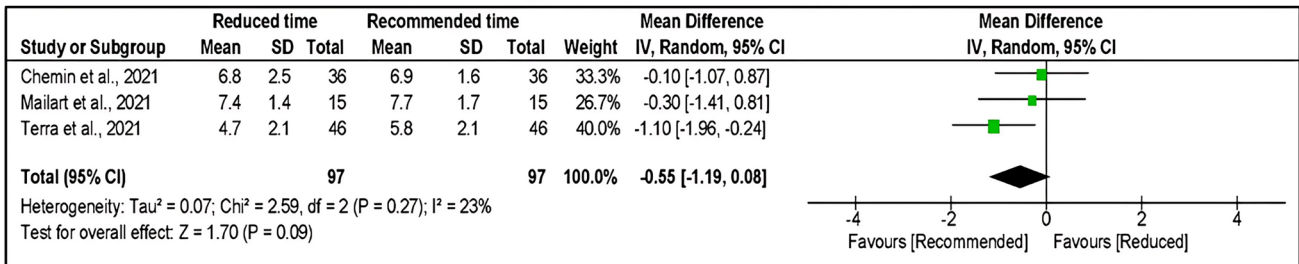 Reduced time Recommended time Mean Difference Mean Difference
Study or Subgroup Mean SD Total Mean SD Total Weight IV, Random, 95% CI IV, Random, 95% CI
Chemin et al., 2021 6.8 2.5 36 6.9 1.6 36 33.3% -0.10 [-1.07, 0.87]
Mailart et al., 2021 7.4 1.4 15 7.7 1.7 15 26.7% -0.30 [-1.41, 0.81]
Terra et al., 2021 4.7 2.1 46 5.8 2.1 46 40.0% -1.10 [-1.96, -0.24]
Total (95% CI) 97 97 100.0% -0.55 [-1.19, 0.08]
Heterogeneity: Tau² = 0.07; Chi² = 2.59, df = 2 (P = 0.27); I² = 23%
Test for overall effect: Z = 1.70 (P = 0.09)
-4 -2 0 2 4
Favours [Recommended] Favours [Reduced]